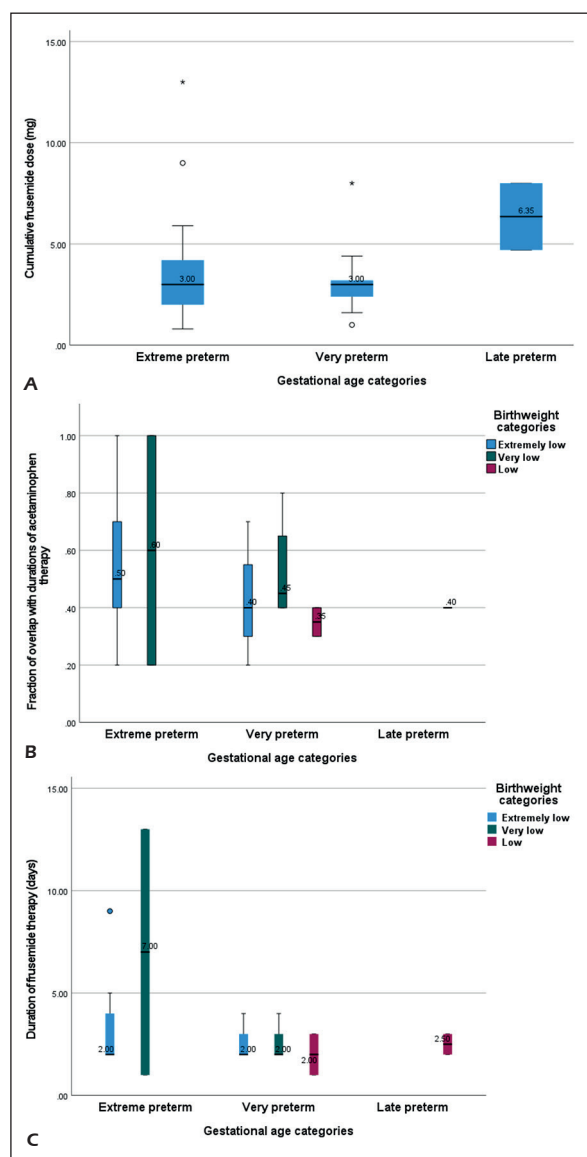 15.00
*
*
10.00
6.35
5.00
3.00
3.00
.00
Cumulative frusemide dose (mg)
Extreme preterm Very preterm Late preterm
Gestational age categories
A
Birthweight
categories
Extremely low
Very low
Low
1.00
.80
.60
.60
.50
.45
.40
.40
.40
.35
.20
.00
Fraction of overlap with durations of acetaminophen
therapy
Extreme preterm Very preterm Late preterm
Gestational age categories
B
Birthweight
categories
Extremely low
Very low
Low
15.00
10.00
7.00
5.00
2.50
2.00
2.00
2.00
2.00
.00
Duration of frusemide therapy (days)
Extreme preterm Very preterm Late preterm
Gestational age categories
C